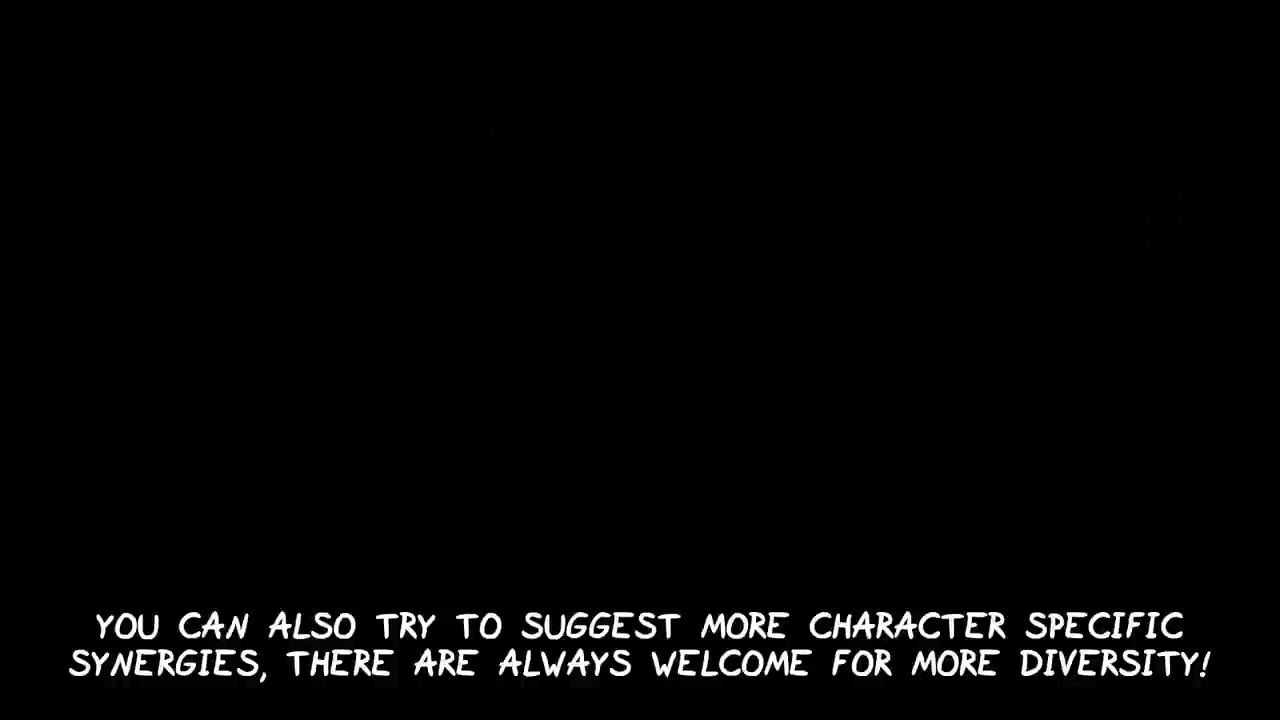 YOU CAN ALSO TRY TO SUGGEST MORE CHARACTER SPECIFIC
SYNERGIES, THERE ARE ALWAYS WELCOME FOR MORE DIVERSITY!